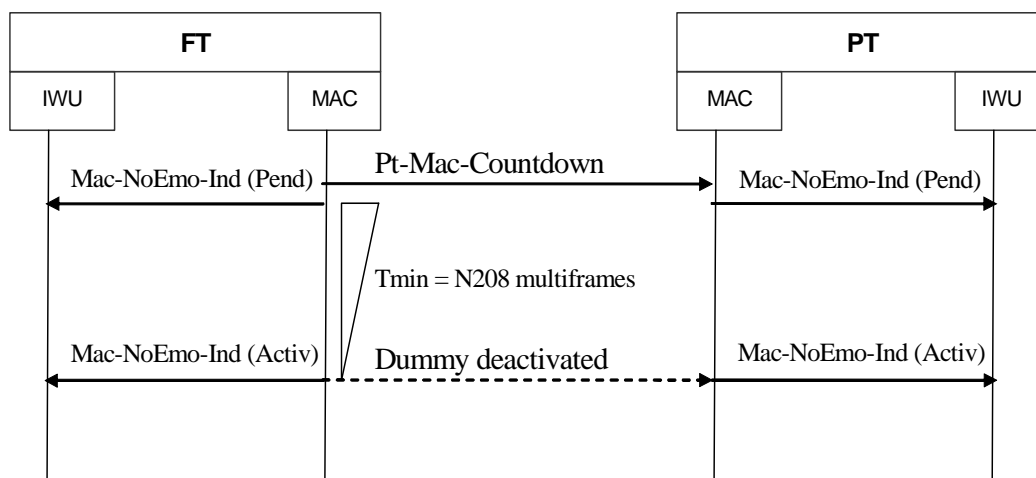 FT
PT
IWU
MAC
MAC
IWU
Mac-NoEmo-Ind (Pend)
Pt-Mac-Countdown
Mac-NoEmo-Ind (Pend)
Tmin = N208 multiframes
Mac-NoEmo-Ind (Activ)
Dummy deactivated
Mac-NoEmo-Ind (Activ)